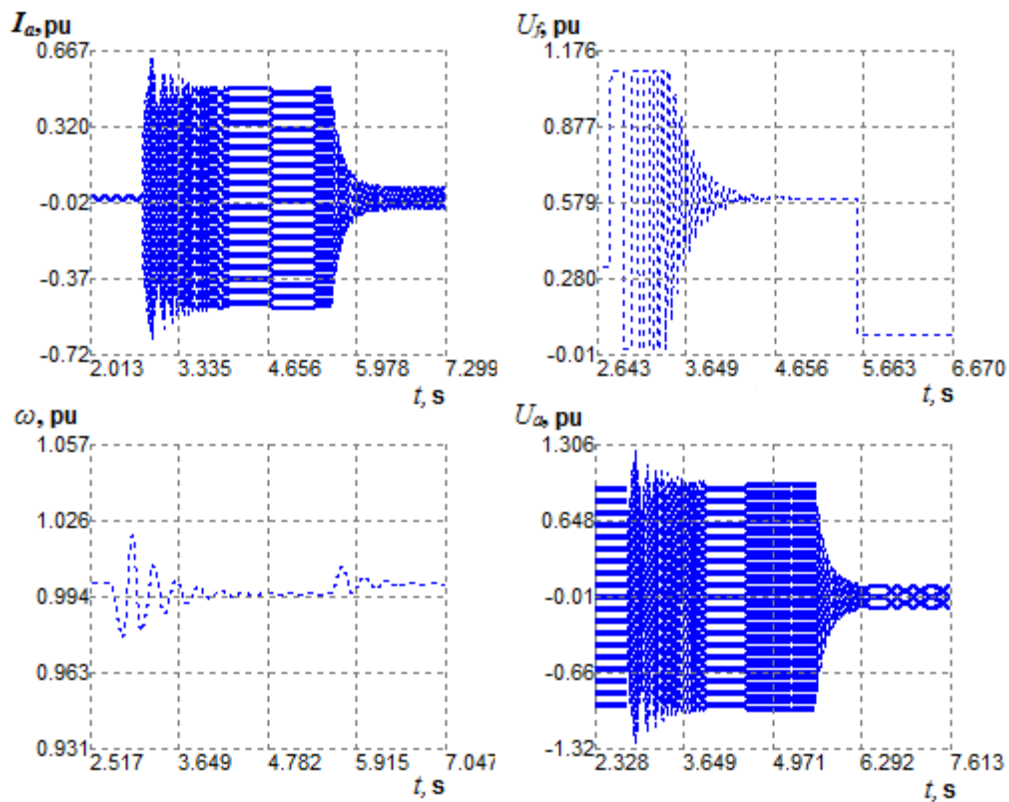 Iₐ, pu
0.667
0.320
-0.02
-0.37
-0.72
2.013 3.335 4.656 5.978 7.299
t, s
U_f, pu
1.176
0.877
0.579
0.280
-0.01
2.643 3.649 4.656 5.663 6.670
t, s
ω, pu
1.057
1.026
0.994
0.963
0.931
2.517 3.649 4.782 5.915 7.047
t, s
Uₐ, pu
1.306
0.648
-0.01
-0.66
-1.32
2.328 3.649 4.971 6.292 7.613
t, s